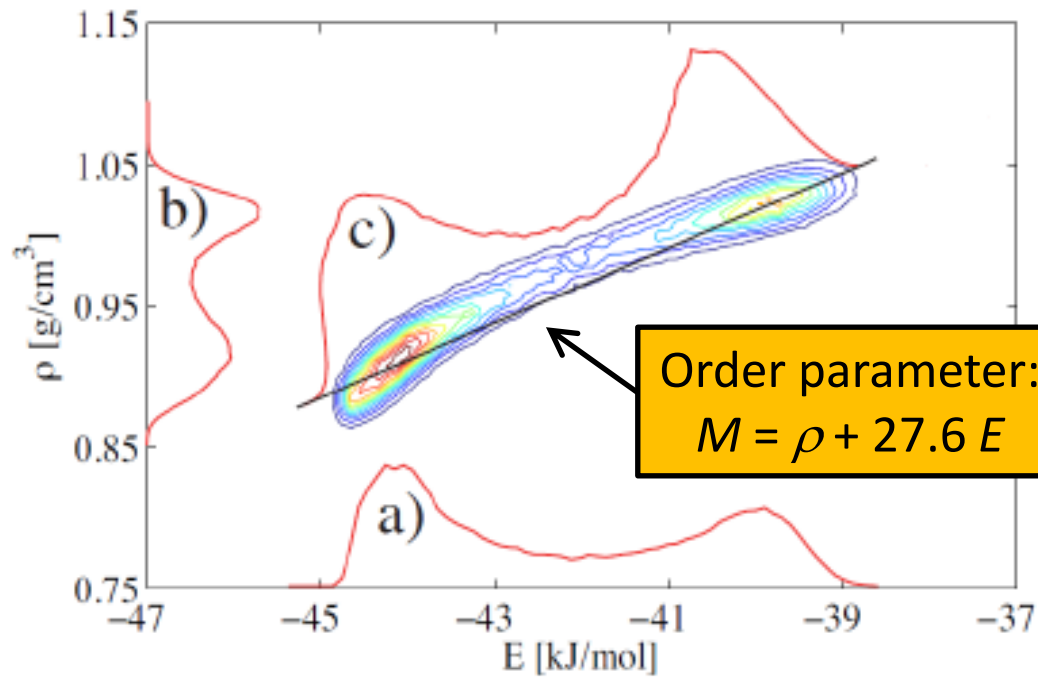 1.15
1.05
0.95
0.85
0.75
ρ [g/cm³]
b)
c)
a)
Order parameter:
M = ρ + 27.6 E
−47
−45
−43
−41
−39
−37
E [kJ/mol]